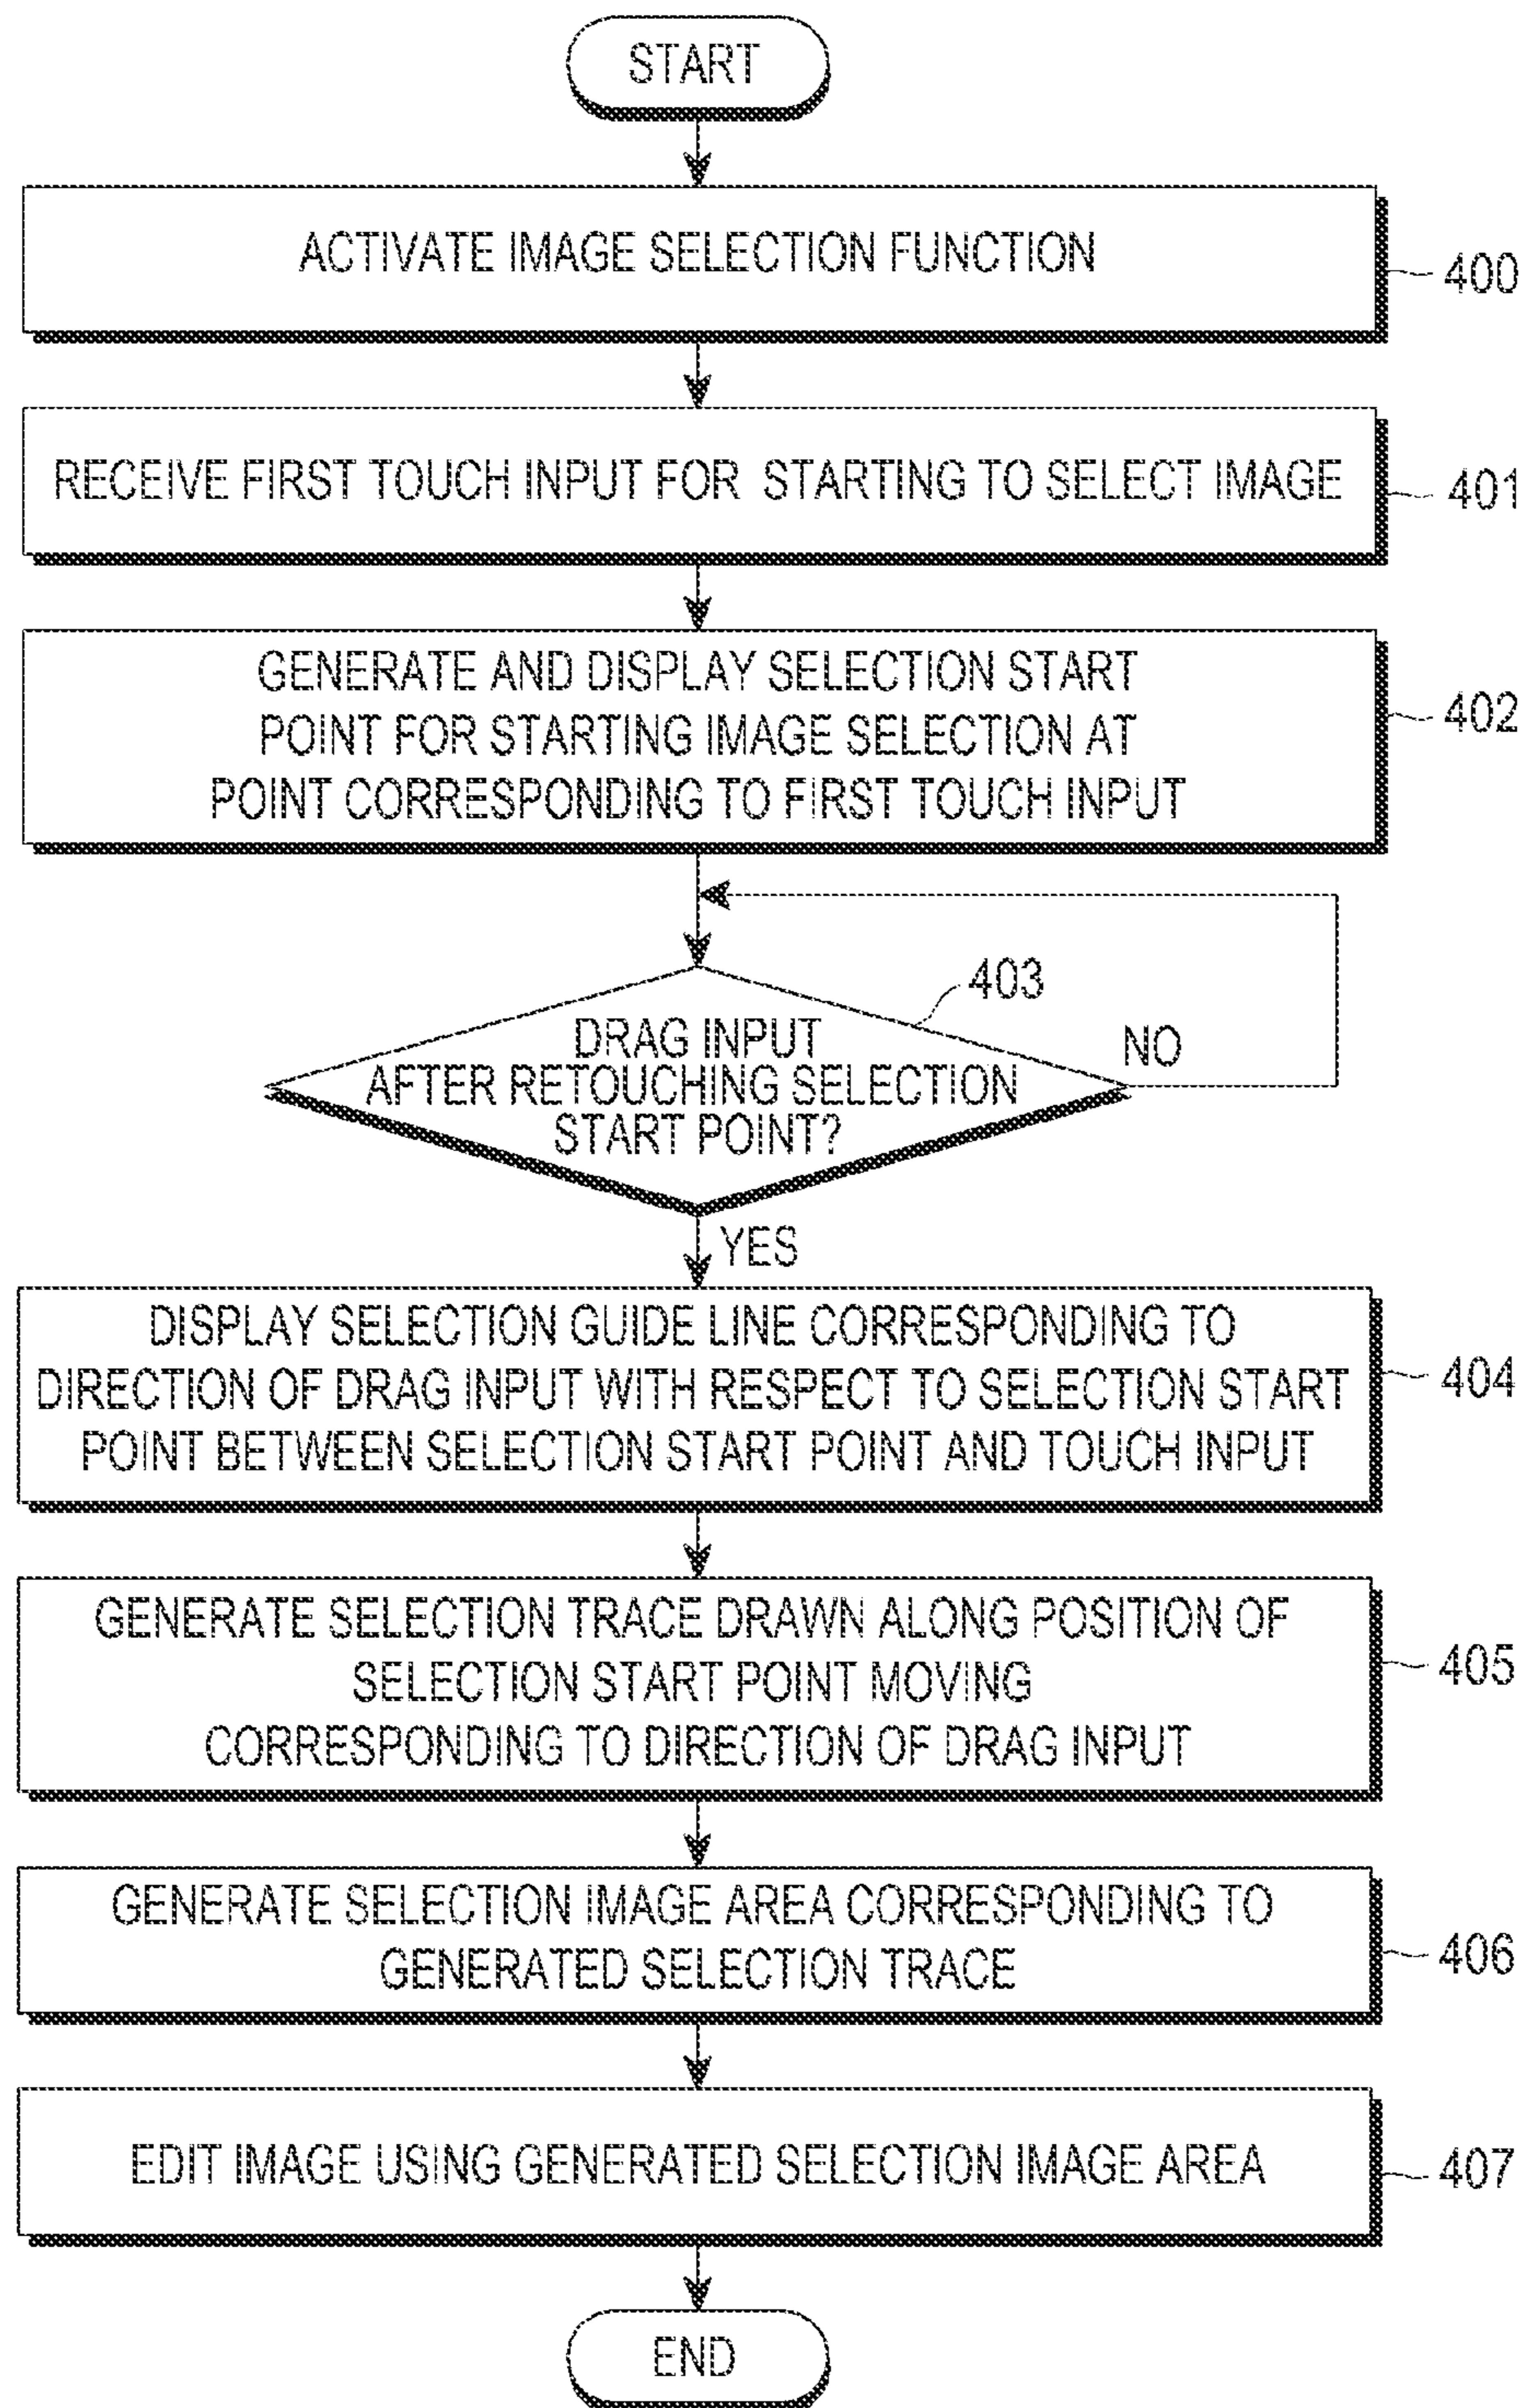 START
ACTIVATE IMAGE SELECTION FUNCTION
400
RECEIVE FIRST TOUCH INPUT FOR STARTING TO SELECT IMAGE
401
GENERATE AND DISPLAY SELECTION START
POINT FOR STARTING IMAGE SELECTION AT
POINT CORRESPONDING TO FIRST TOUCH INPUT
402
403
DRAG INPUT
AFTER RETOUCHING SELECTION
START POINT?
NO
YES
DISPLAY SELECTION GUIDE LINE CORRESPONDING TO
DIRECTION OF DRAG INPUT WITH RESPECT TO SELECTION START
POINT BETWEEN SELECTION START POINT AND TOUCH INPUT
404
GENERATE SELECTION TRACE DRAWN ALONG POSITION OF
SELECTION START POINT MOVING
CORRESPONDING TO DIRECTION OF DRAG INPUT
405
GENERATE SELECTION IMAGE AREA CORRESPONDING TO
GENERATED SELECTION TRACE
406
EDIT IMAGE USING GENERATED SELECTION IMAGE AREA
407
END